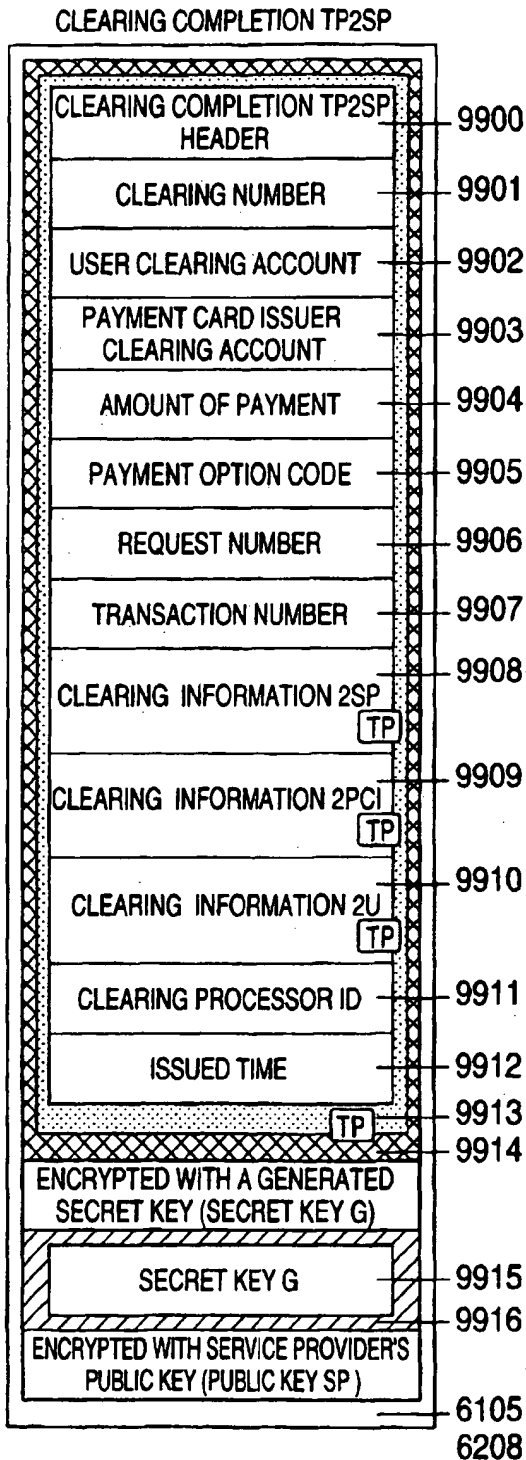 CLEARING COMPLETION TP2SP
CLEARING COMPLETION TP2SP
HEADER
9900
CLEARING NUMBER
9901
USER CLEARING ACCOUNT
9902
PAYMENT CARD ISSUER
CLEARING ACCOUNT
9903
AMOUNT OF PAYMENT
9904
PAYMENT OPTION CODE
9905
REQUEST NUMBER
9906
TRANSACTION NUMBER
9907
9908
CLEARING INFORMATION 2SP
TP
9909
CLEARING INFORMATION 2PCI
TP
9910
CLEARING INFORMATION 2U
TP
CLEARING PROCESSOR ID
9911
ISSUED TIME
9912
TP
9913
9914
ENCRYPTED WITH A GENERATED
SECRET KEY (SECRET KEY G)
SECRET KEY G
9915
9916
ENCRYPTED WITH SERVICE PROVIDER'S
PUBLIC KEY (PUBLIC KEY SP )
6105
6208